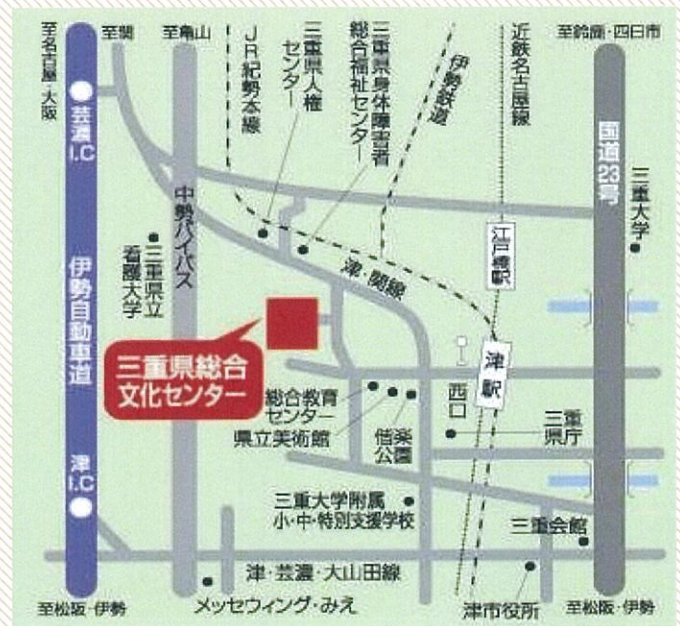 至名古屋・大阪
至関
至亀山
JR紀勢本線
三重県人権
センター
三重県身体障害者
総合福祉センター
伊勢鉄道
近鉄名古屋線
至鈴鹿・四日市
芸濃
I.C
国道23号
三重大学
中勢バイパス
三重県立
看護大学
江戸橋駅
津・関線
伊勢自動車道
三重県総合
文化センター
津駅
西口
総合教育
センター
県立美術館
偕楽
公園
三重
県庁
津
I.C
三重大学附属
小・中・特別支援学校
三重会館
津・芸濃・大山田線
至松阪・伊勢
メッセウィング・みえ
津市役所
至松阪・伊勢